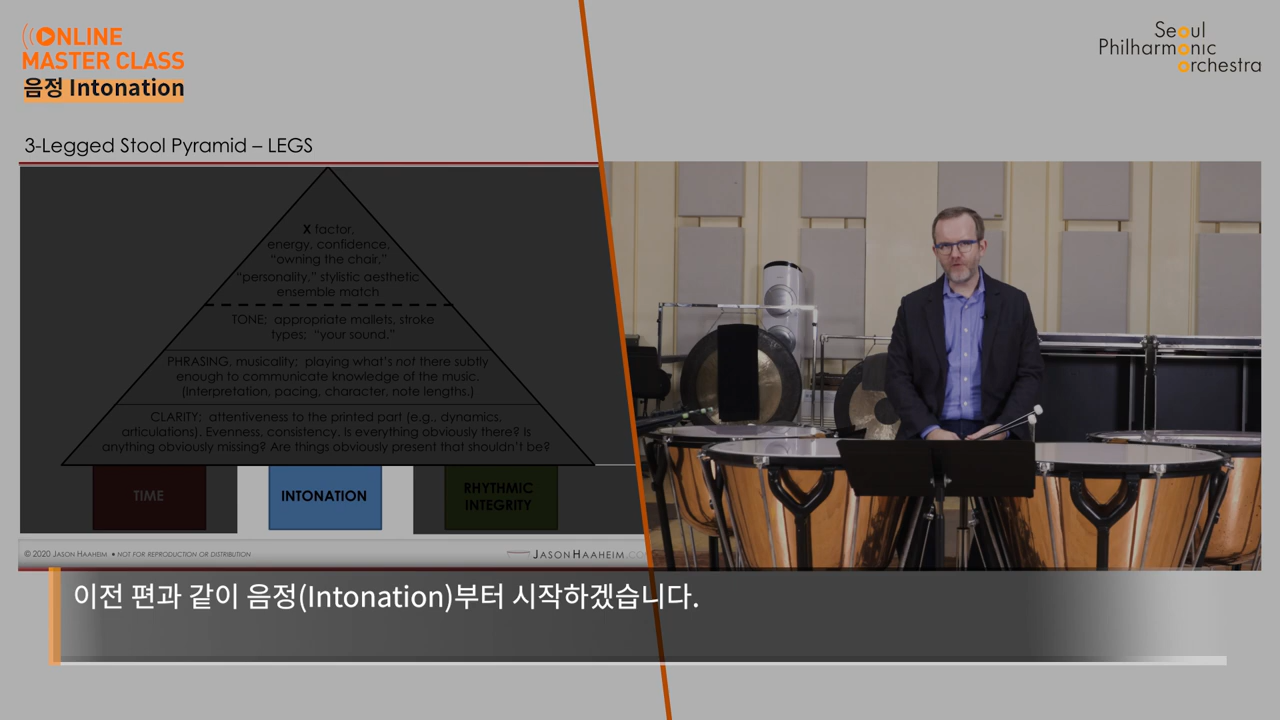 ONLINE
MASTER CLASS
음정 Intonation
Seoul
Philharmonic
orchestra
3-Legged Stool Pyramid – LEGS
X factor,
energy, confidence,
“owning the chair.”
“personality,” stylistic aesthetic
ensemble match
TONE: appropriate mallets, stroke
types; “your sound.”
PHRASING, musicality: playing what’s not there subtly
enough to communicate knowledge of the music.
(interpretation, pacing, character, note lengths.)
CLARITY: attentiveness to the printed part (e.g., dynamics,
articulations). Evenness, consistency. Is everything obviously there? Is
anything obviously missing? Are things obviously present that shouldn’t be?
TIME
INTONATION
RHYTHMIC
INTEGRITY
© 2020 JASON HAAHEIM • NOT FOR REPRODUCTION OR DISTRIBUTION
JASONHAAHEIM.CO
이전 편과 같이 음정(Intonation)부터 시작하겠습니다.